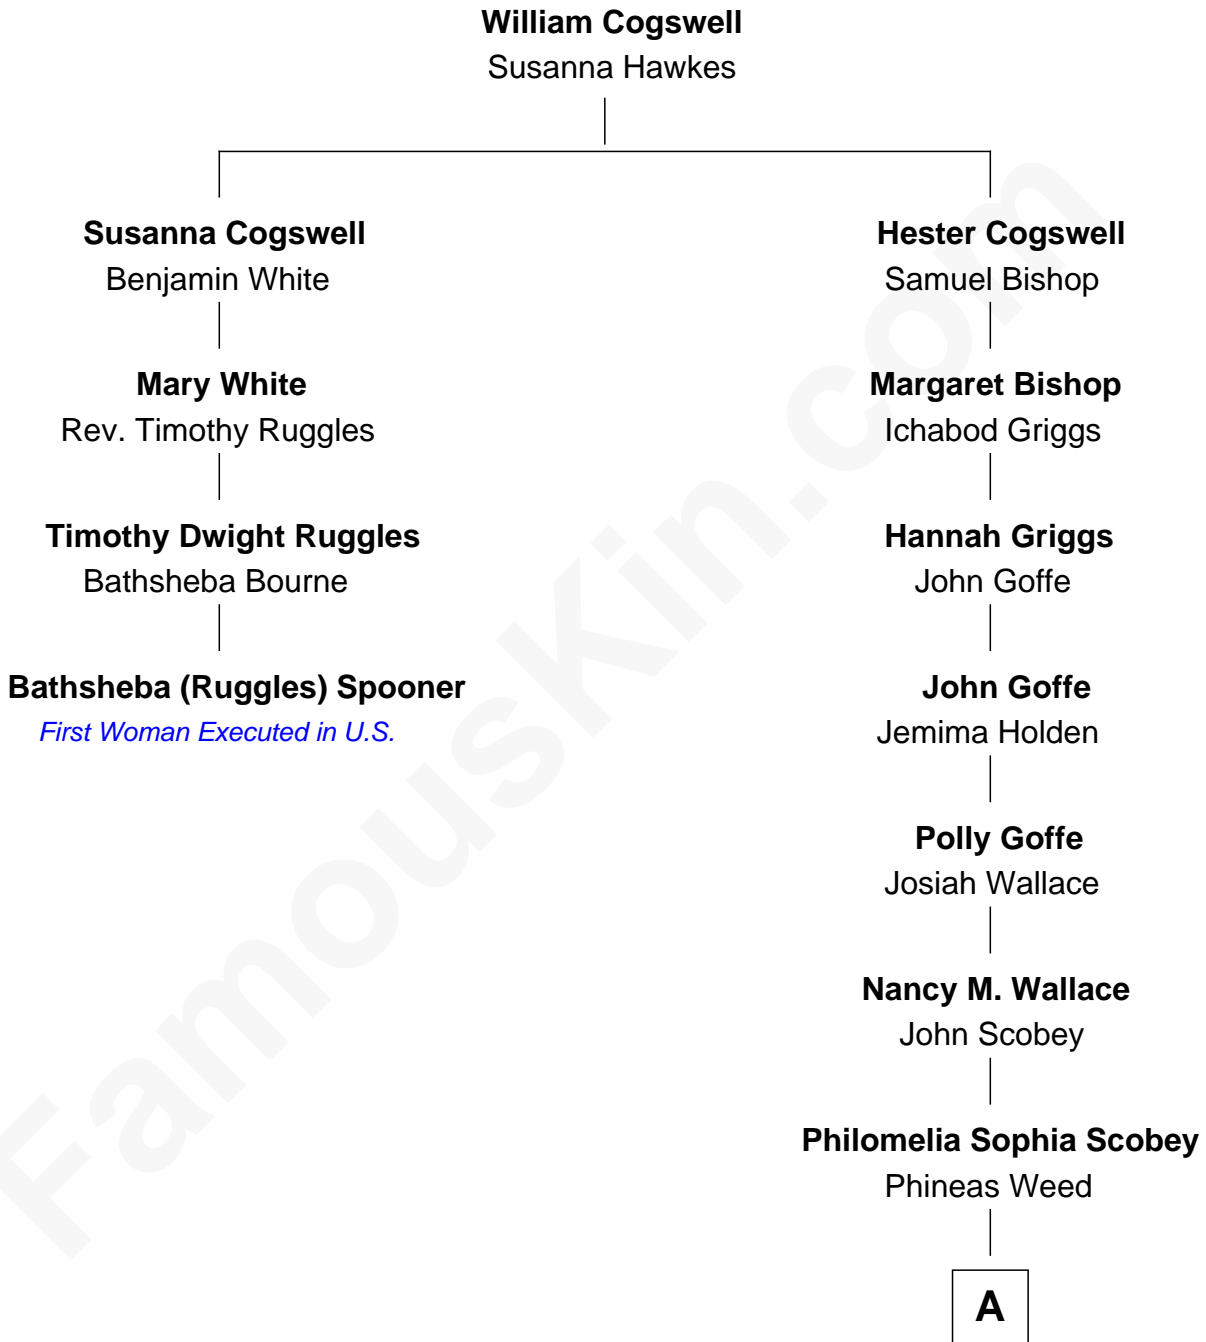 William Cogswell
Susanna Hawkes
Susanna Cogswell
Benjamin White
Hester Cogswell
Samuel Bishop
Mary White
Rev. Timothy Ruggles
Margaret Bishop
Ichabod Griggs
Timothy Dwight Ruggles
Bathsheba Bourne
Hannah Griggs
John Goffe
Bathsheba (Ruggles) Spooner
First Woman Executed in U.S.
John Goffe
Jemima Holden
Polly Goffe
Josiah Wallace
Nancy M. Wallace
John Scobey
Philomelia Sophia Scobey
Phineas Weed
A
FamousKin.com